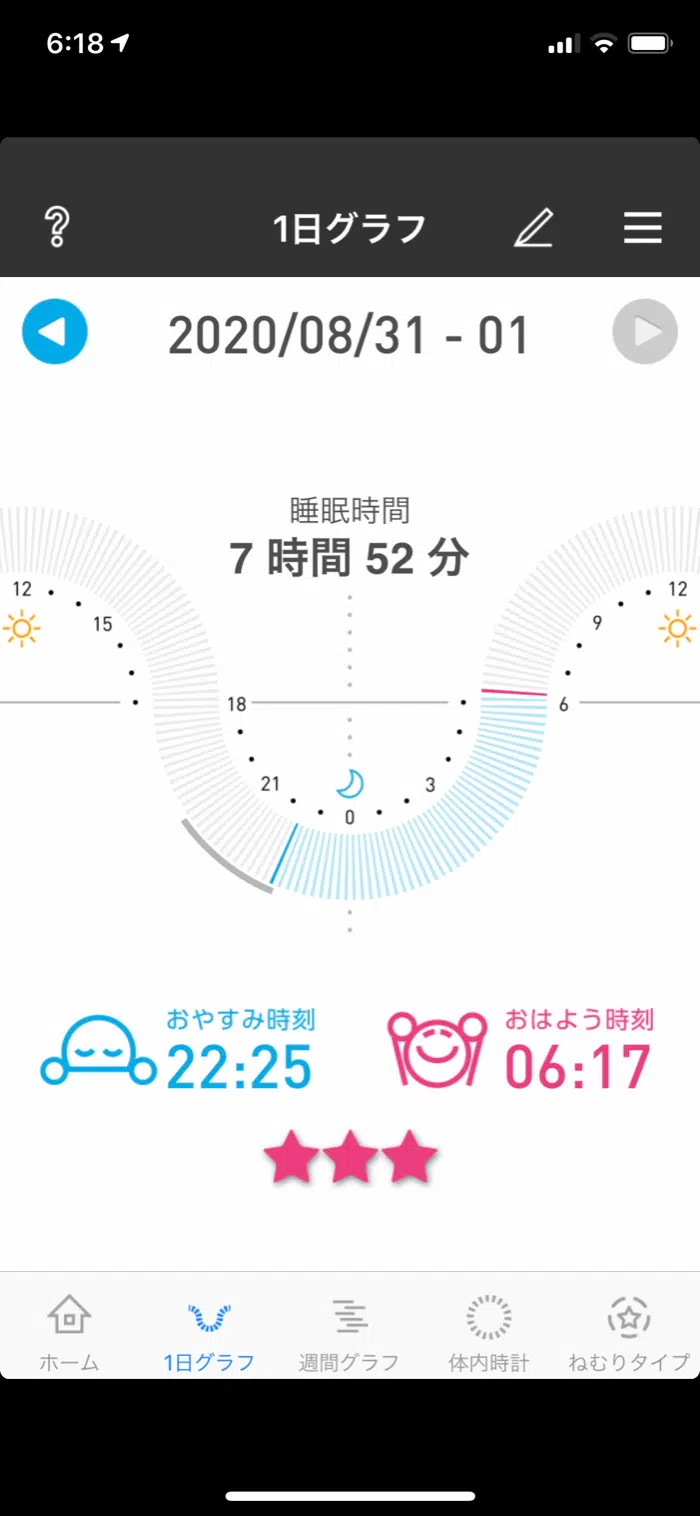 6:18
1日グラフ
2020/08/31 - 01
睡眠時間
7 時間 52 分
12
12
15
9
18
6
21
3
0
おやすみ時刻
22:25
おはよう時刻
06:17
ホーム
1日グラフ
週間グラフ
体内時計
ねむりタイプ